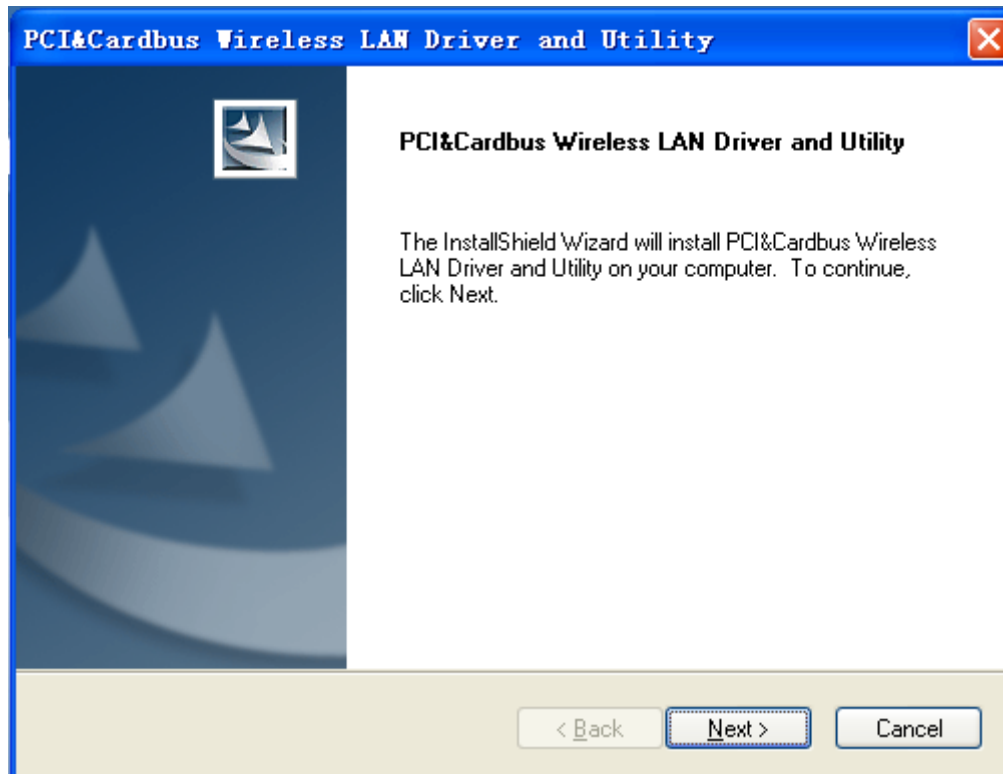 PCI&Cardbus Wireless LAN Driver and Utility
PCI&Cardbus Wireless LAN Driver and Utility
The InstallShield Wizard will install PCI&Cardbus Wireless
LAN Driver and Utility on your computer. To continue,
click Next.
< Back
Next >
Cancel